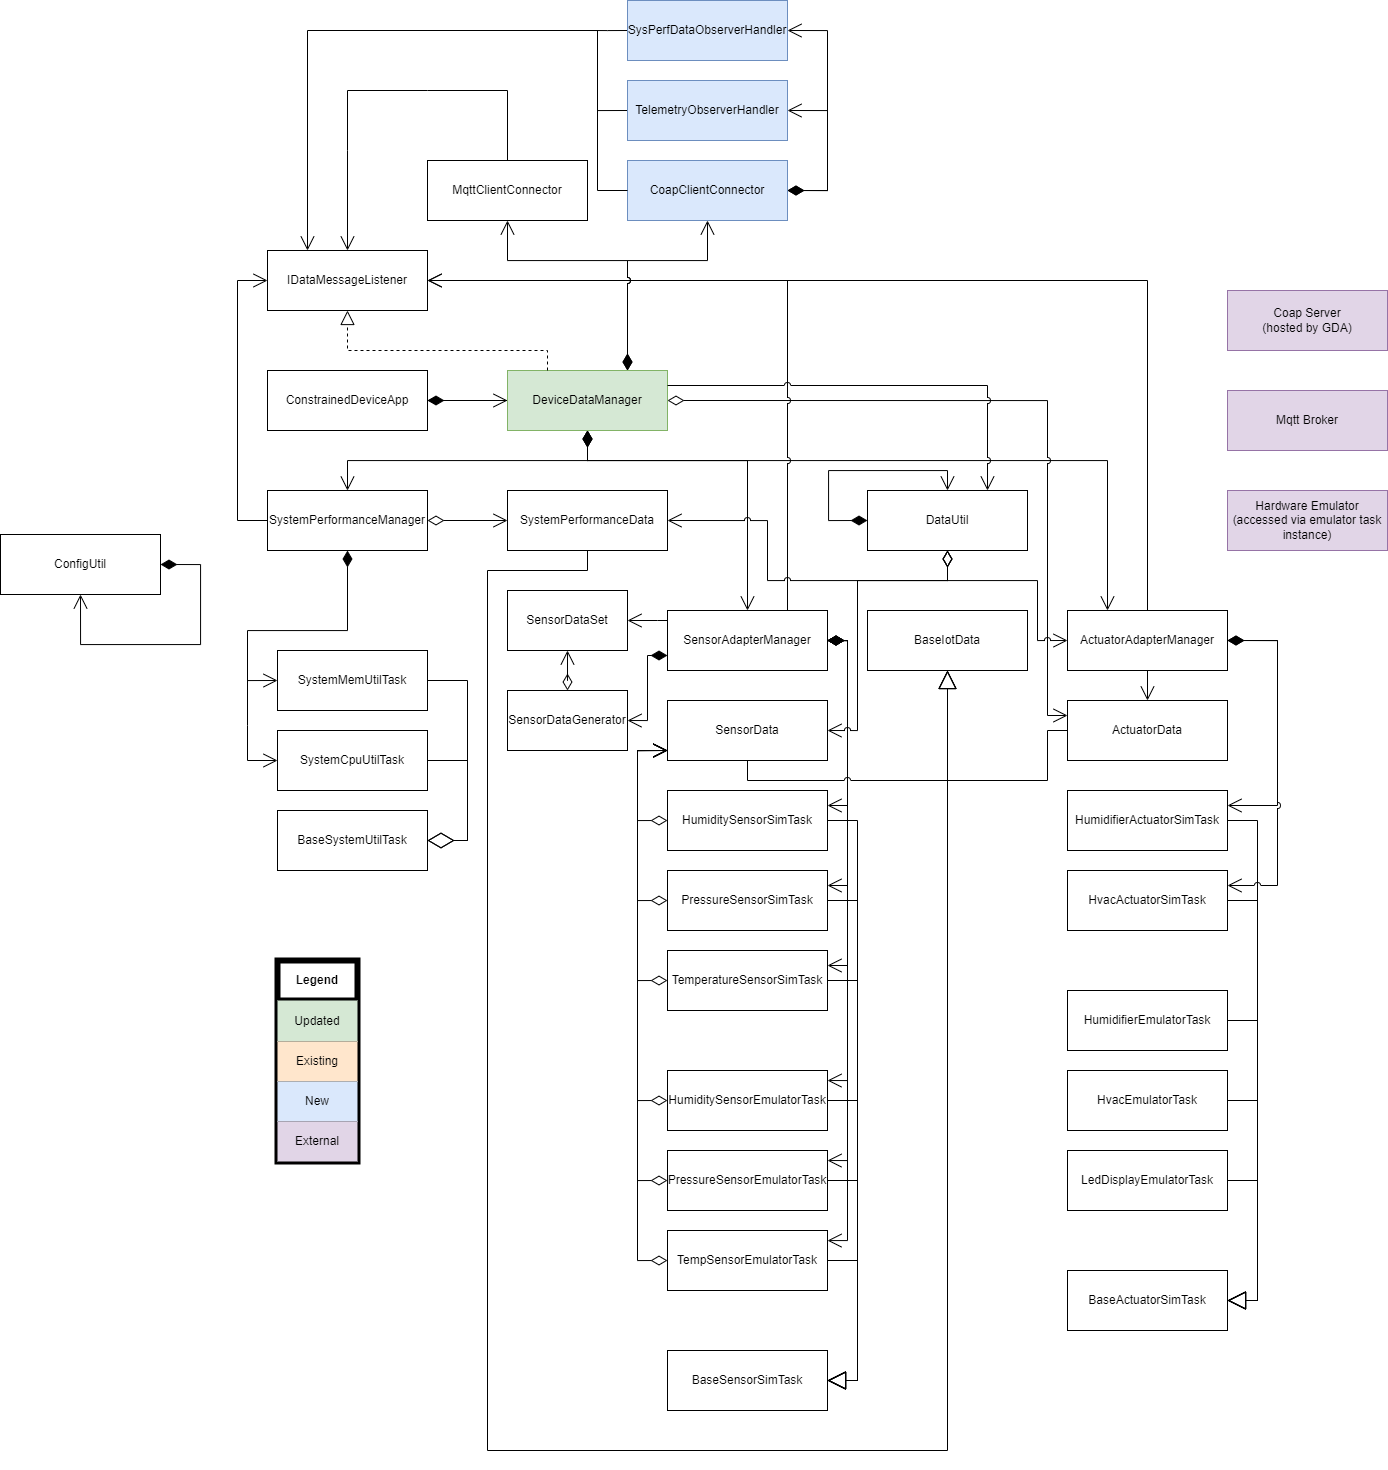 SysPerfDataObserverHandler
TelemetryObserverHandler
MqttClientConnector
CoapClientConnector
IDataMessageListener
Coap Server
(hosted by GDA)
ConstrainedDeviceApp
DeviceDataManager
Mqtt Broker
SystemPerformanceManager
SystemPerformanceData
DataUtil
Hardware Emulator
(accessed via emulator task
instance)
ConfigUtil
SensorDataSet
SensorAdapterManager
BaseIotData
ActuatorAdapterManager
SystemMemUtilTask
SensorDataGenerator
SensorData
ActuatorData
SystemCpuUtilTask
BaseSystemUtilTask
HumiditySensorSimTask
HumidifierActuatorSimTask
PressureSensorSimTask
HvacActuatorSimTask
TemperatureSensorSimTask
Legend
Updated
Existing
New
External
HumidifierEmulatorTask
HumiditySensorEmulatorTask
HvacEmulatorTask
PressureSensorEmulatorTask
LedDisplayEmulatorTask
TempSensorEmulatorTask
BaseActuatorSimTask
BaseSensorSimTask